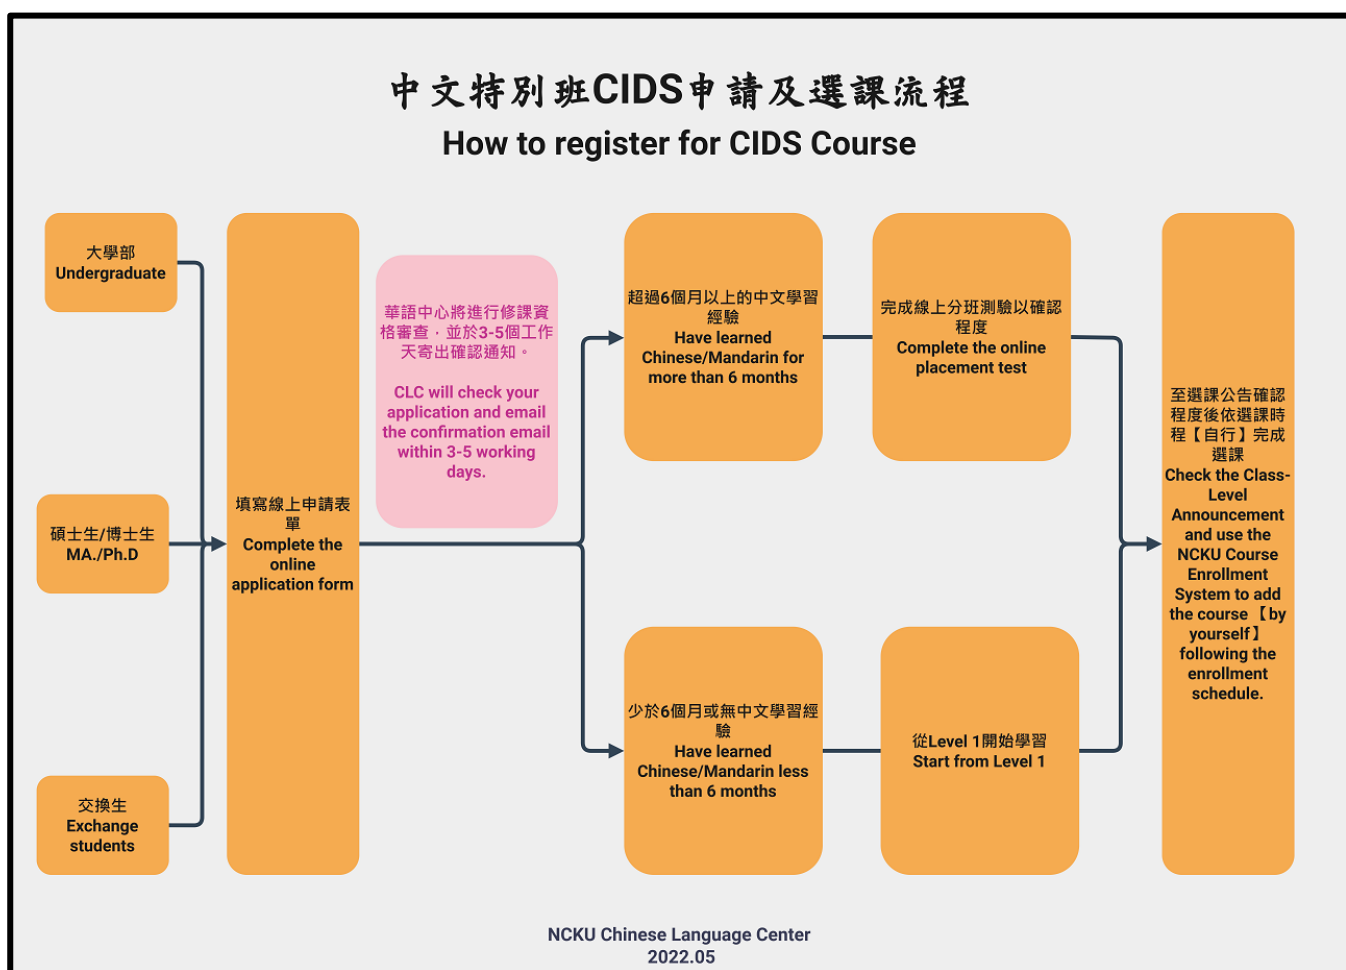 中文特別班CIDS申請及選課流程
How to register for CIDS Course
大學部
Undergraduate
碩士生/博士生
MA./Ph.D
交換生
Exchange
students
填寫線上申請表
單
Complete the
online
application form
華語中心將進行修課資
格審查，並於3-5個工作
天寄出確認通知。
CLC will check your
application and email
the confirmation email
within 3-5 working
days.
超過6個月以上的中文學習
經驗
Have learned
Chinese/Mandarin for
more than 6 months
完成線上分班測驗以確認
程度
Complete the online
placement test
少於6個月或無中文學習經
驗
Have learned
Chinese/Mandarin less
than 6 months
從Level 1開始學習
Start from Level 1
至選課公告確認
程度後依選課時
程【自行】完成
選課
Check the Class-
Level
Announcement
and use the
NCKU Course
Enrollment
System to add
the course【by
yourself】
following the
enrollment
schedule.
NCKU Chinese Language Center
2022.05